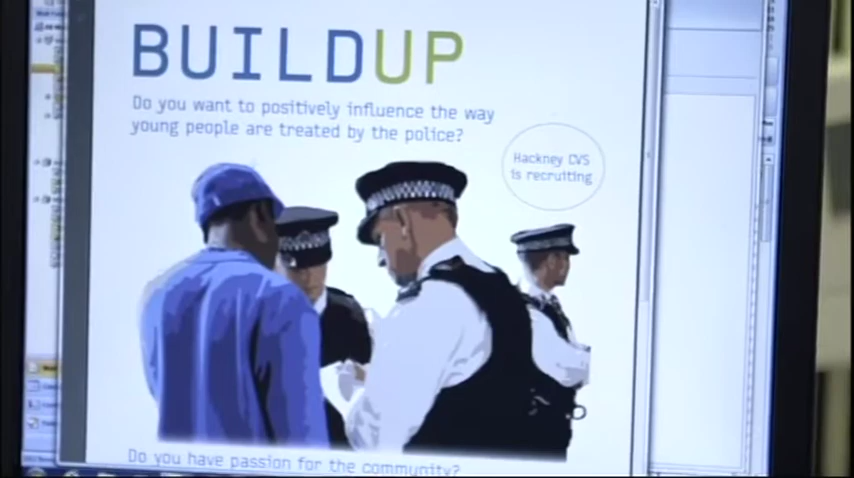 BUILDUP
Do you want to positively influence the way
young people are treated by the police?
Hackney CVS
is recruiting
Do you have passion for the community?